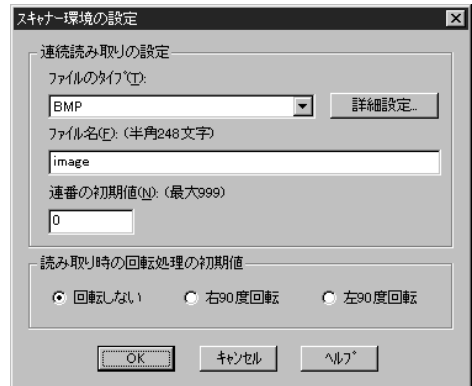 スキャナー環境の設定
連続読み取りの設定
ファイルのタイプ(T):
BMP
詳細設定...
ファイル名(F): (半角248文字)
image
連番の初期値(N): (最大999)
0
読み取り時の回転処理の初期値
回転しない 右90度回転 左90度回転
OK キャンセル ヘルプ